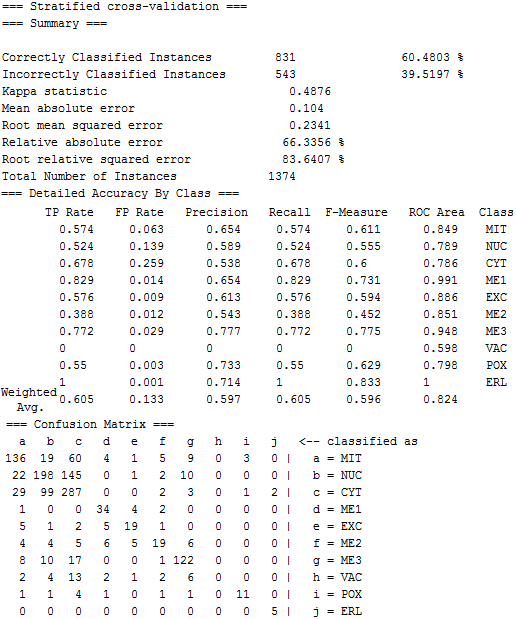 === Stratified cross-validation ===
=== Summary ===
Correctly Classified Instances 831 60.4803 %
Incorrectly Classified Instances 543 39.5197 %
Kappa statistic 0.4876
Mean absolute error 0.104
Root mean squared error 0.2341
Relative absolute error 66.3356 %
Root relative squared error 83.6407 %
Total Number of Instances 1374
=== Detailed Accuracy By Class ===
TP Rate FP Rate Precision Recall F-Measure ROC Area Class
0.574 0.063 0.654 0.574 0.611 0.849 MIT
0.524 0.139 0.589 0.524 0.555 0.789 NUC
0.678 0.259 0.538 0.678 0.6 0.786 CYT
0.829 0.014 0.654 0.829 0.731 0.991 ME1
0.576 0.009 0.613 0.576 0.594 0.886 EXC
0.388 0.012 0.543 0.388 0.452 0.851 ME2
0.772 0.029 0.777 0.772 0.775 0.948 ME3
0 0 0 0 0 0.598 VAC
0.55 0.003 0.733 0.55 0.629 0.798 POX
1 0.001 0.714 1 0.833 1 ERL
Weighted Avg. 0.605 0.133 0.597 0.605 0.596 0.824
=== Confusion Matrix ===
a b c d e f g h i j <-- classified as
136 19 60 4 1 5 9 0 3 0 | a = MIT
22 198 145 0 1 2 10 0 0 0 | b = NUC
29 99 287 0 0 2 3 0 1 2 | c = CYT
1 0 0 34 4 2 0 0 0 0 | d = ME1
5 1 2 5 19 1 0 0 0 0 | e = EXC
4 4 5 6 5 19 6 0 0 0 | f = ME2
8 10 17 0 0 1 122 0 0 0 | g = ME3
2 4 13 2 1 2 6 0 0 0 | h = VAC
1 1 4 1 0 1 1 0 11 0 | i = POX
0 0 0 0 0 0 0 0 0 5 | j = ERL